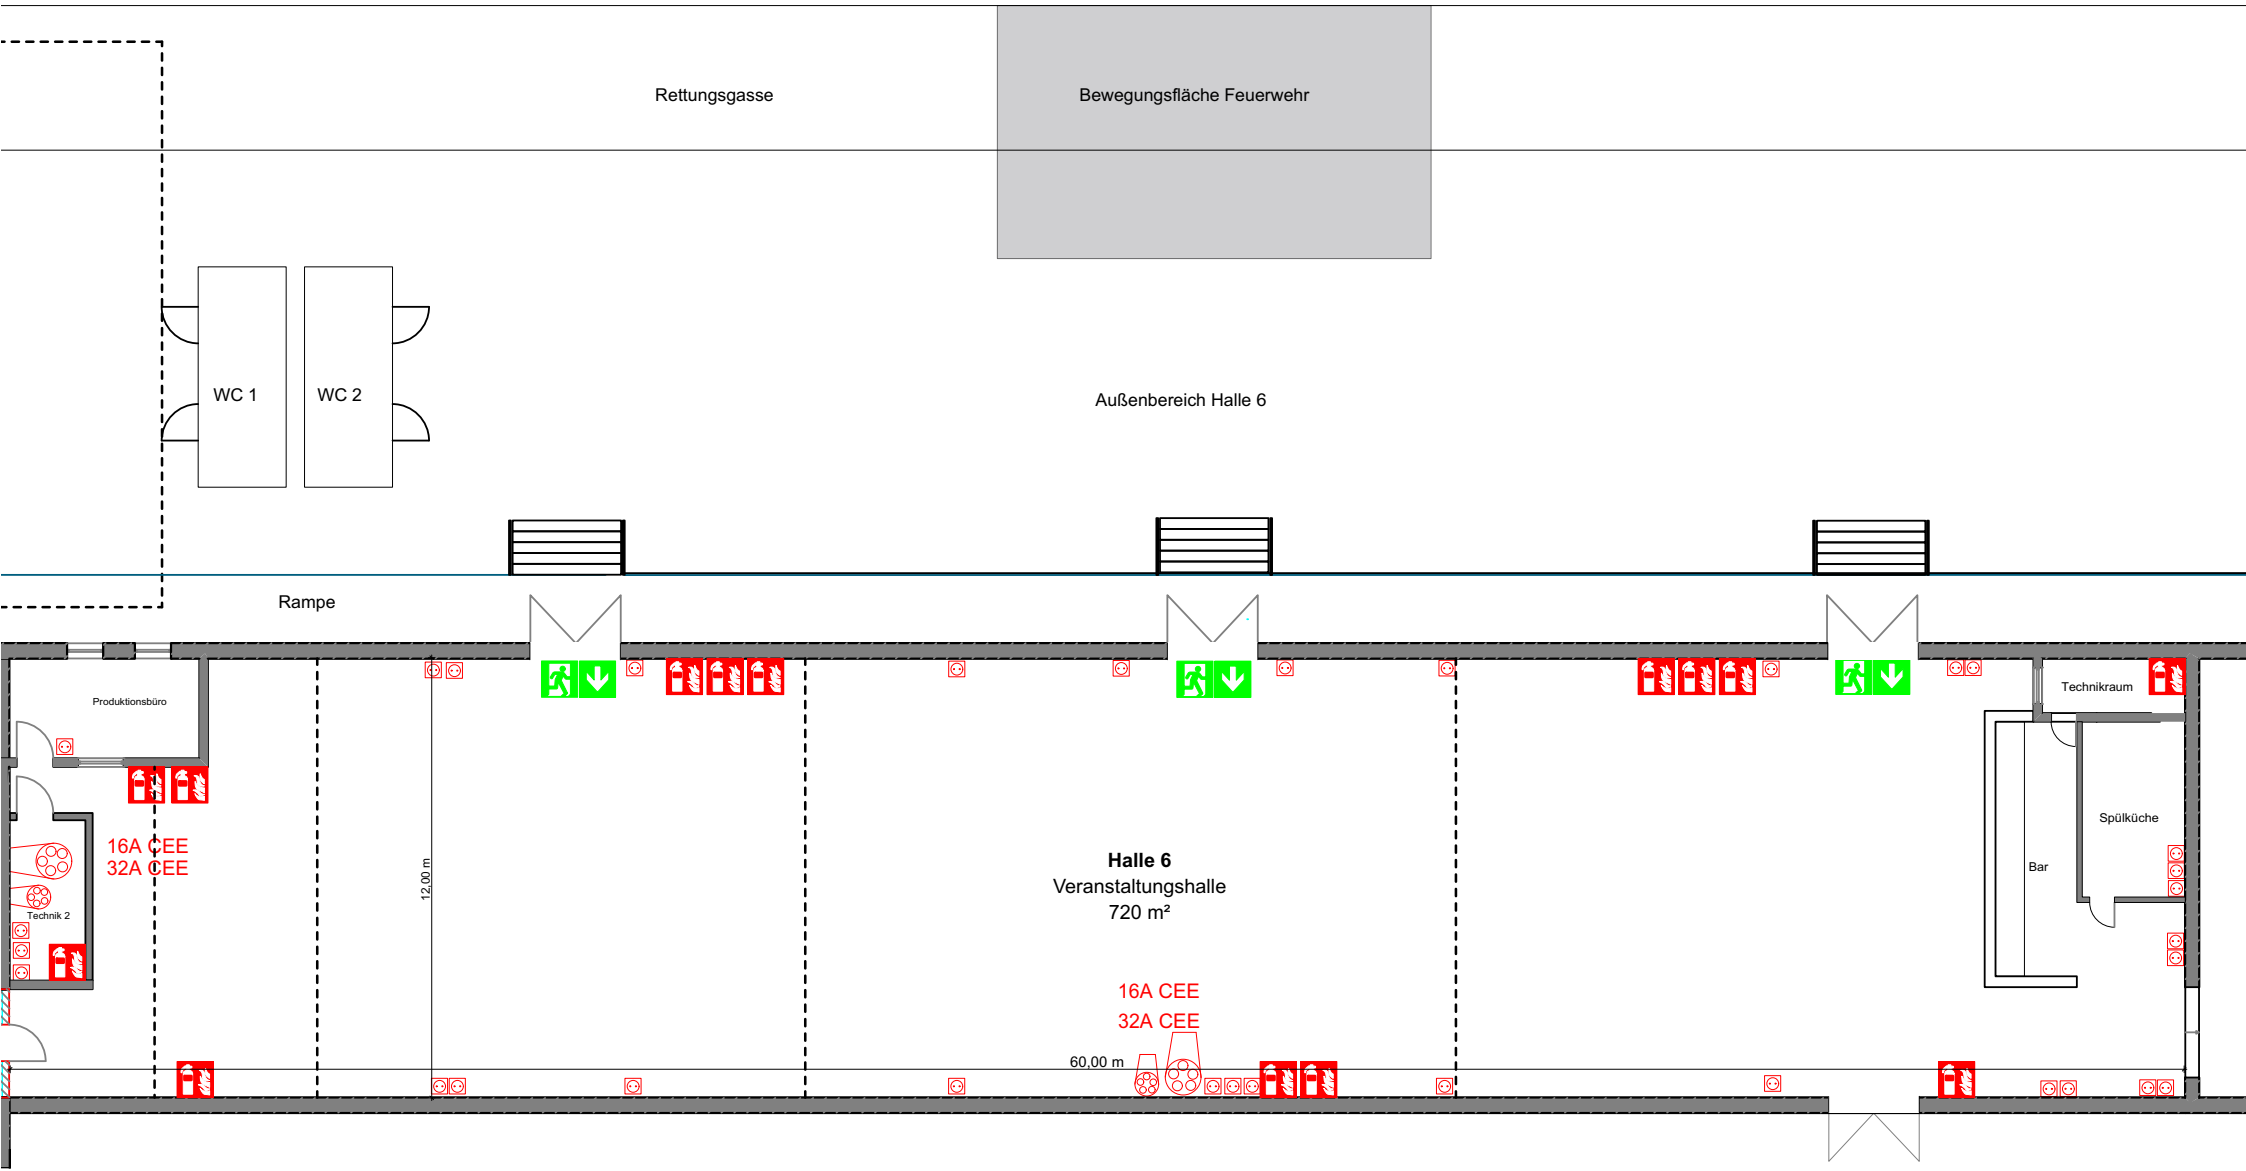 Rettungsgasse
Bewegungsfläche Feuerwehr
WC 1
WC 2
Außenbereich Halle 6
Rampe
Produktionsbüro
Technikraum
16A CEE
32A CEE
Technik 2
12,00 m
Halle 6
Veranstaltungshalle
720 m²
Spülküche
Bar
16A CEE
32A CEE
60,00 m